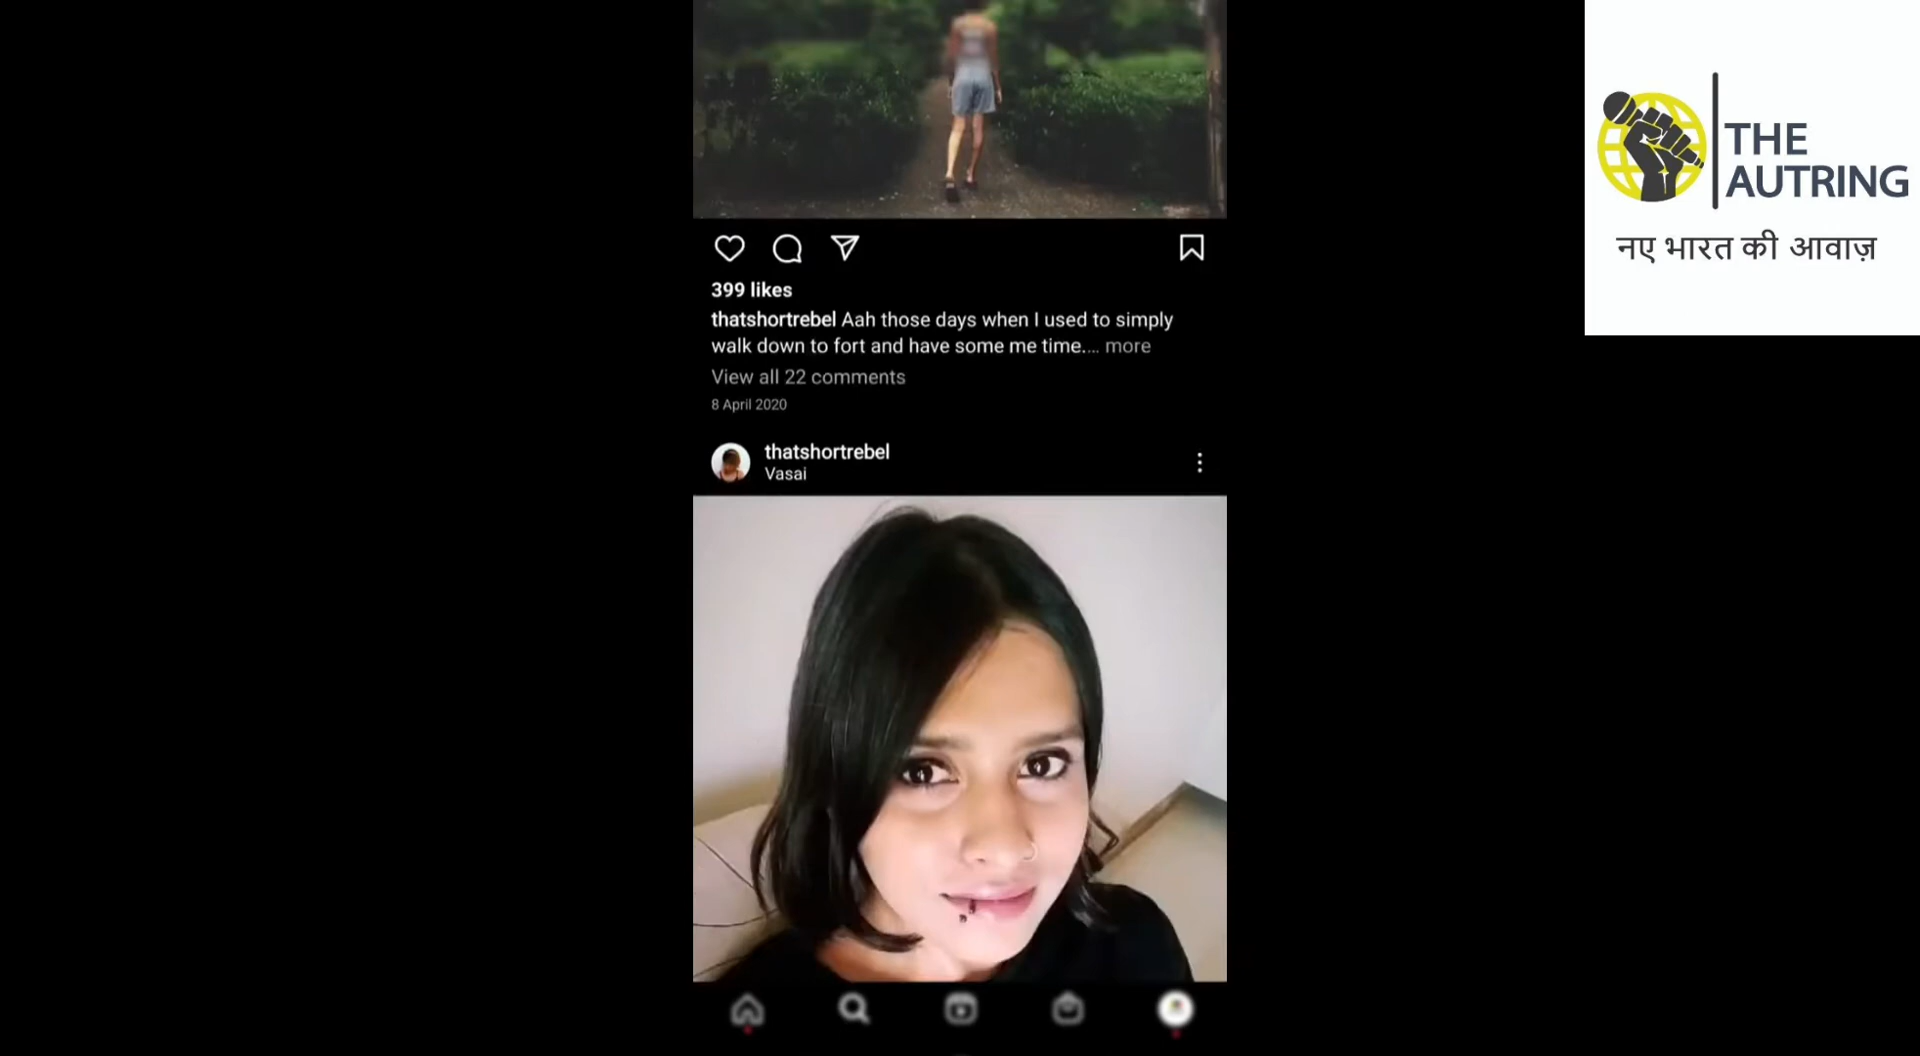 399 likes
thatshortrebel Aah those days when I used to simply
walk down to fort and have some me time.... more
View all 22 comments
8 April 2020
thatshortrebel
Vasai
THE
AUTRING
नए भारत की आवाज़